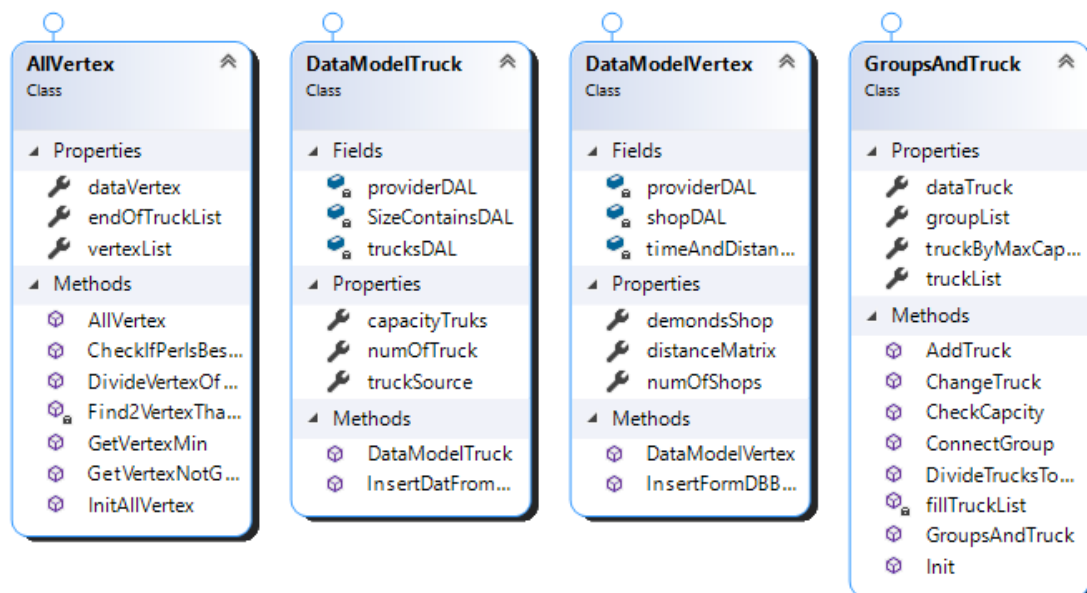 AllVertex
Class
Properties
dataVertex
endOfTruckList
vertexList
Methods
AllVertex
CheckIfPerIsBes...
DivideVertexOf ...
Find2VertexTha...
GetVertexMin
GetVertexNotG...
InitAllVertex
DataModelTruck
Class
Fields
providerDAL
SizeContainsDAL
trucksDAL
Properties
capacityTruks
numOfTruck
truckSource
Methods
DataModelTruck
InsertDatFrom...
DataModelVertex
Class
Fields
providerDAL
shopDAL
timeAndDistan...
Properties
demondsShop
distanceMatrix
numOfShops
Methods
DataModelVertex
InsertFormDBB...
GroupsAndTruck
Class
Properties
dataTruck
groupList
truckByMaxCap...
truckList
Methods
AddTruck
ChangeTruck
CheckCapcity
ConnectGroup
DivideTrucksTo...
fillTruckList
GroupsAndTruck
Init